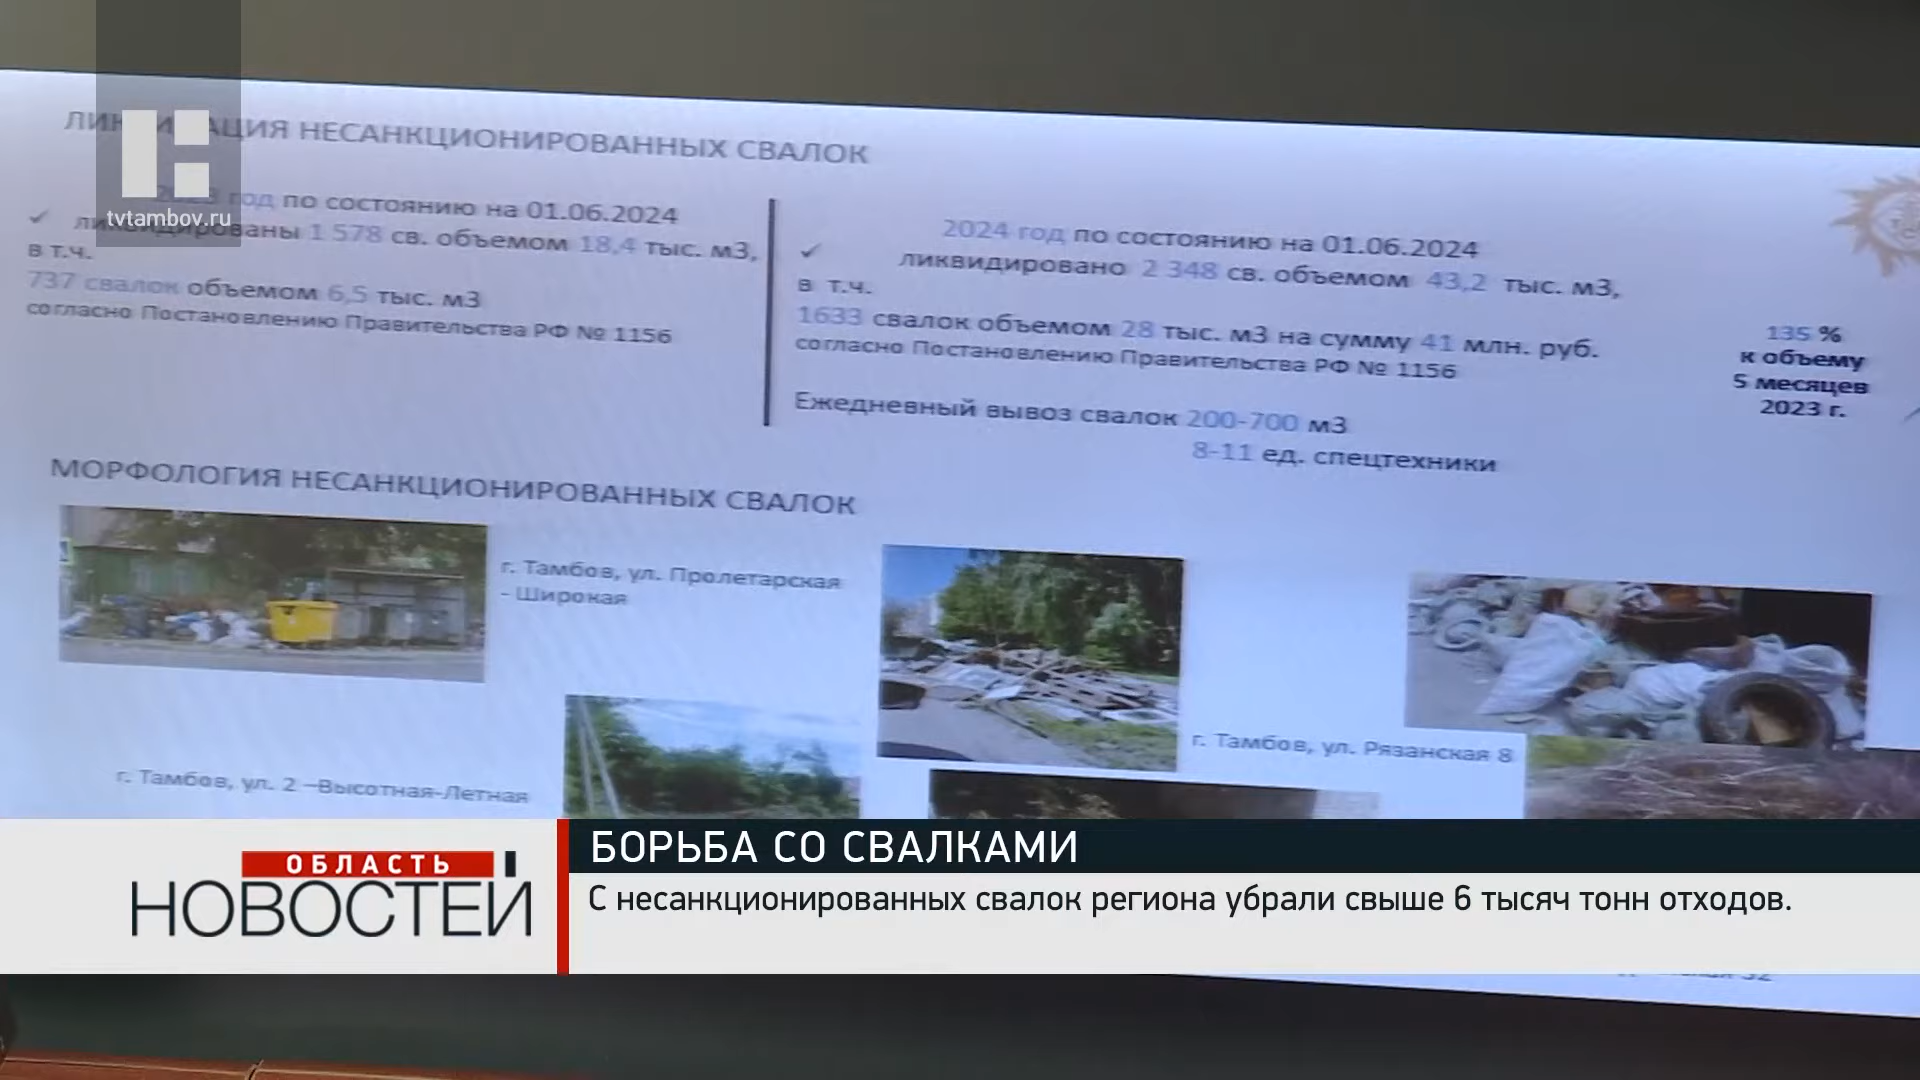 tvtambov.ru
ЛИКВИДАЦИЯ НЕСАНКЦИОНИРОВАННЫХ СВАЛОК
2023 год по состоянию на 01.06.2024
✓ ликвидированы 1 578 св. объемом 18,4 тыс. м3,
в т.ч.
737 свалок объемом 6,5 тыс. м3
согласно Постановлению Правительства РФ № 1156
2024 год по состоянию на 01.06.2024
✓ ликвидировано 2 348 св. объемом 43,2 тыс. м3,
в т.ч.
1633 свалок объемом 28 тыс. м3 на сумму 41 млн. руб.
согласно Постановлению Правительства РФ № 1156
Ежедневный вывоз свалок 200-700 м3
8-11 ед. спецтехники
135 %
к объему
5 месяцев
2023 г.
МОРФОЛОГИЯ НЕСАНКЦИОНИРОВАННЫХ СВАЛОК
г. Тамбов, ул. Пролетарская
- Широкая
г. Тамбов, ул. Рязанская 8
г. Тамбов, ул. 2 –Высотная-Летная
ОБЛАСТЬ
НОВОСТЕЙ
БОРЬБА СО СВАЛКАМИ
С несанкционированных свалок региона убрали свыше 6 тысяч тонн отходов.